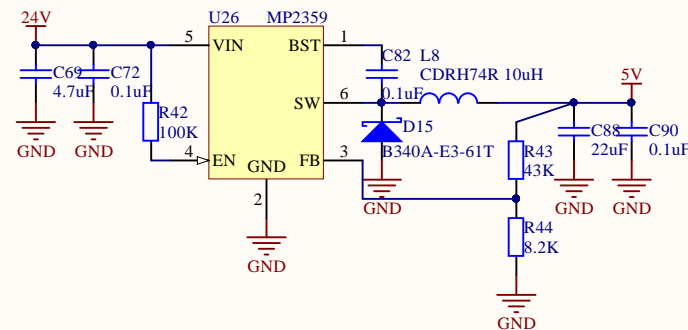 24V
U26 MP2359
5 VIN BST 1
C69 4.7uF
C72 0.1uF
C82 0.1uF
L8
CDRH74R 10uH
5V
SW 6
R42
100K
D15
B340A-E3-61T
C88 22uF
C90 0.1uF
4 EN GND FB 3
R43
43K
GND
GND
GND
GND
GND
2
R44
8.2K
GND
GND